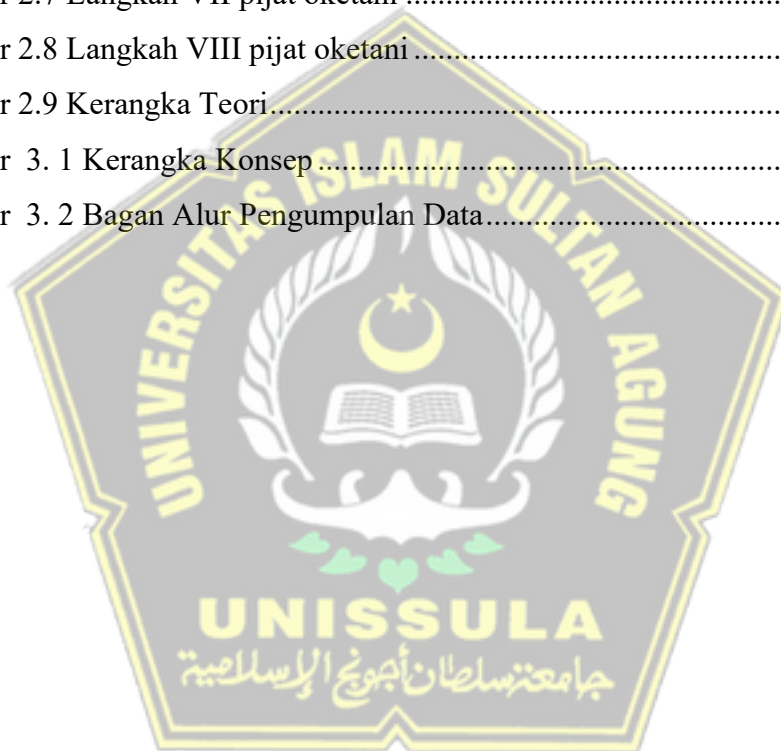 r 2.7 Langkah VII pijat oketani ........................................................
r 2.8 Langkah VIII pijat oketani ........................................................
r 2.9 Kerangka Teori........................................................
r 3. 1 Kerangka Konsep ........................................................
r 3. 2 Bagan Alur Pengumpulan Data........................................................
UNIVERSITAS ISLAM SULTAN AGUNG
UNISSULA
جامعة سلطان أجونج الإسلامية